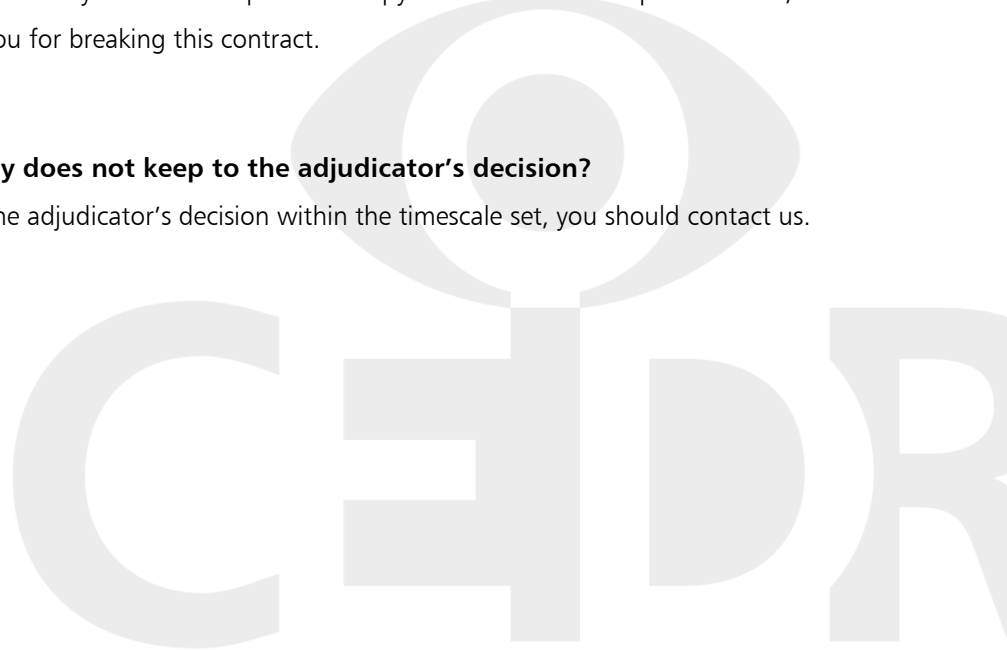 ou for breaking this contract.
y does not keep to the adjudicator's decision?
he adjudicator's decision within the timescale set, you should contact us.
CEDR